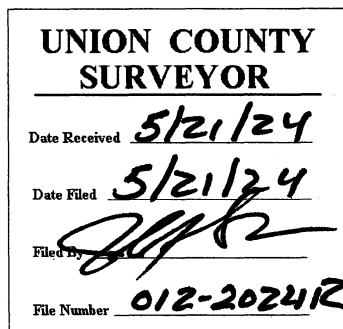 UNION COUNTY
SURVEYOR
Date Received 5/21/24
Date Filed 5/21/24
Filed By
File Number 012-2024R